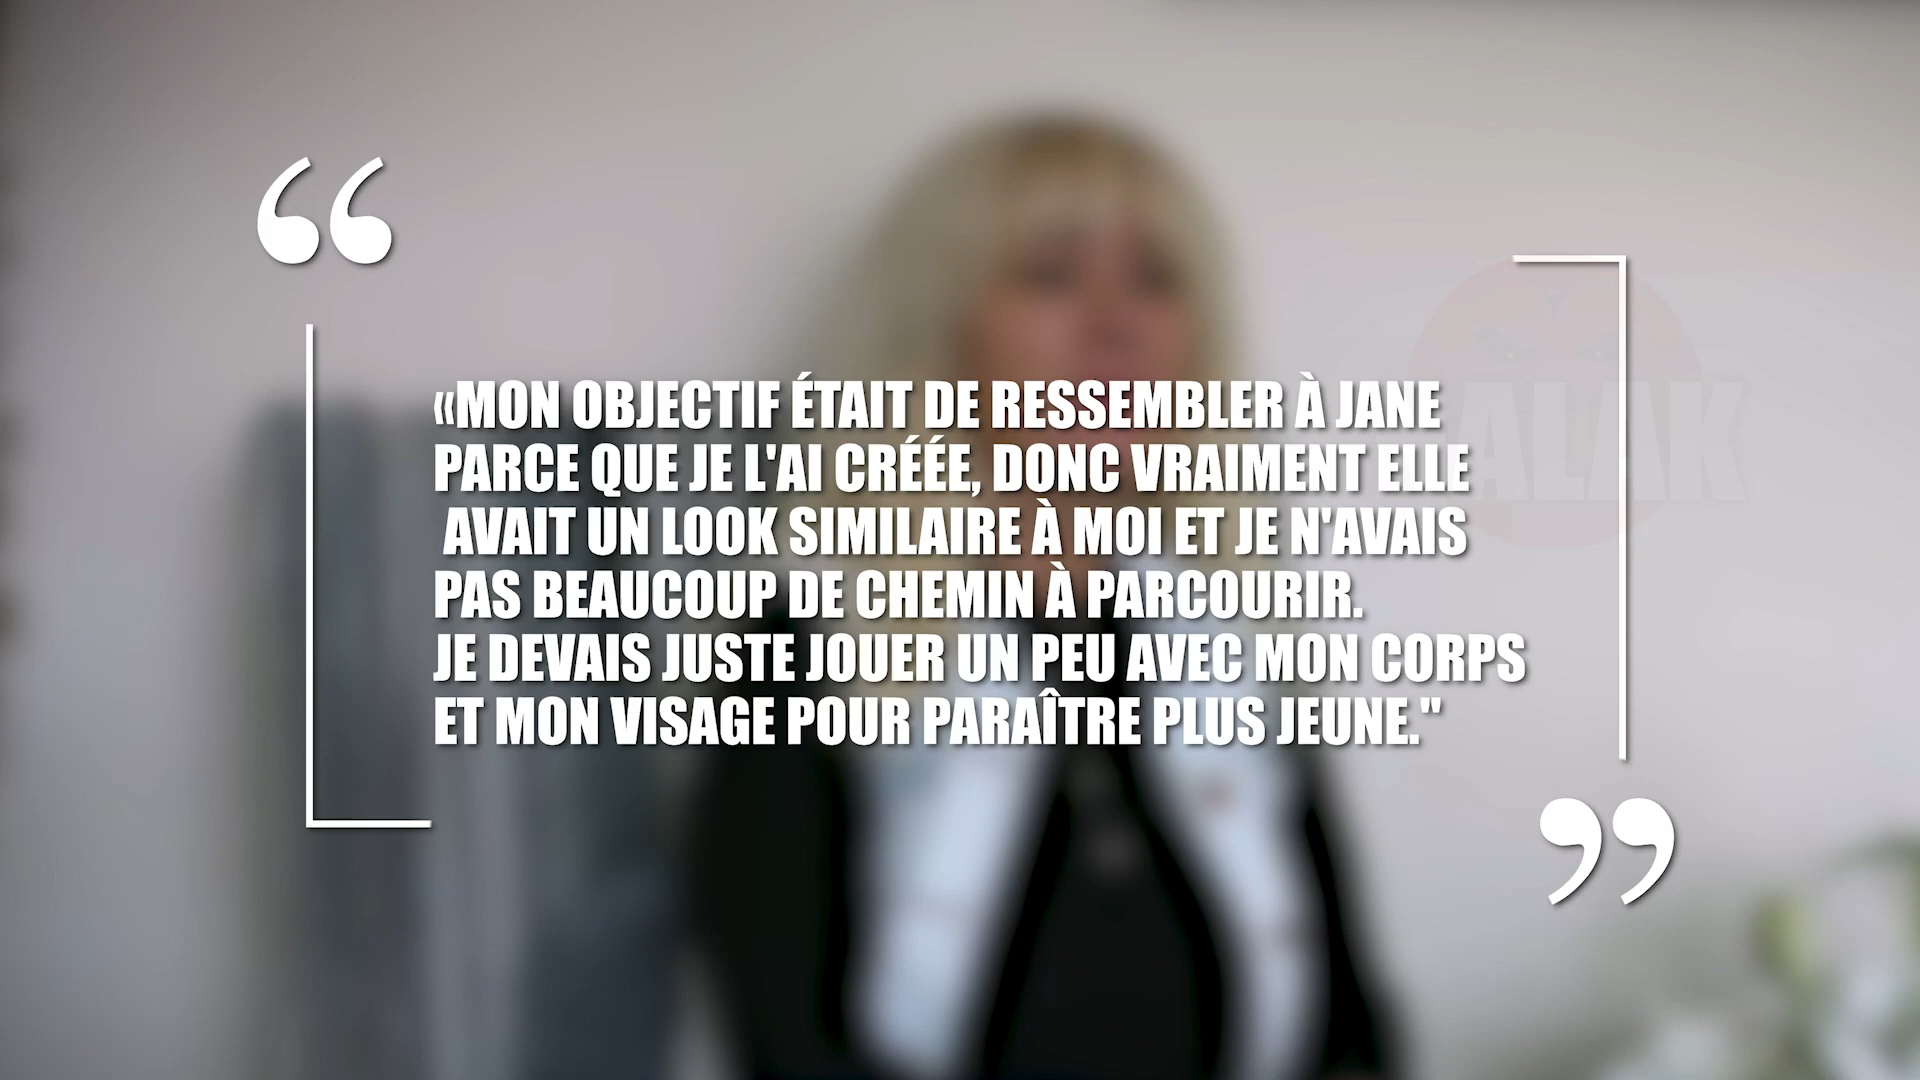 «MON OBJECTIF ÉTAIT DE RESSEMBLER À JANE
PARCE QUE JE L'AI CRÉÉE, DONC VRAIMENT ELLE
AVAIT UN LOOK SIMILAIRE À MOI ET JE N'AVAIS
PAS BEAUCOUP DE CHEMIN À PARCOURIR.
JE DEVAIS JUSTE JOUER UN PEU AVEC MON CORPS
ET MON VISAGE POUR PARAÎTRE PLUS JEUNE."